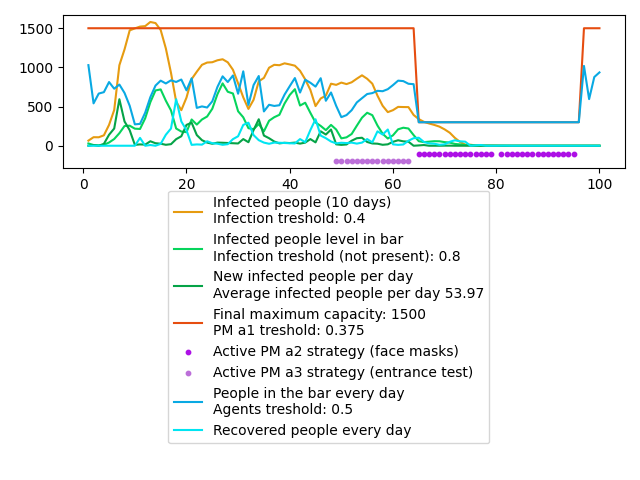 1500
1000
500
0
0
20
40
60
80
100
Infected people (10 days)
Infection treshold: 0.4
Infected people level in bar
Infection treshold (not present): 0.8
New infected people per day
Average infected people per day 53.97
Final maximum capacity: 1500
PM a1 treshold: 0.375
Active PM a2 strategy (face masks)
Active PM a3 strategy (entrance test)
People in the bar every day
Agents treshold: 0.5
Recovered people every day